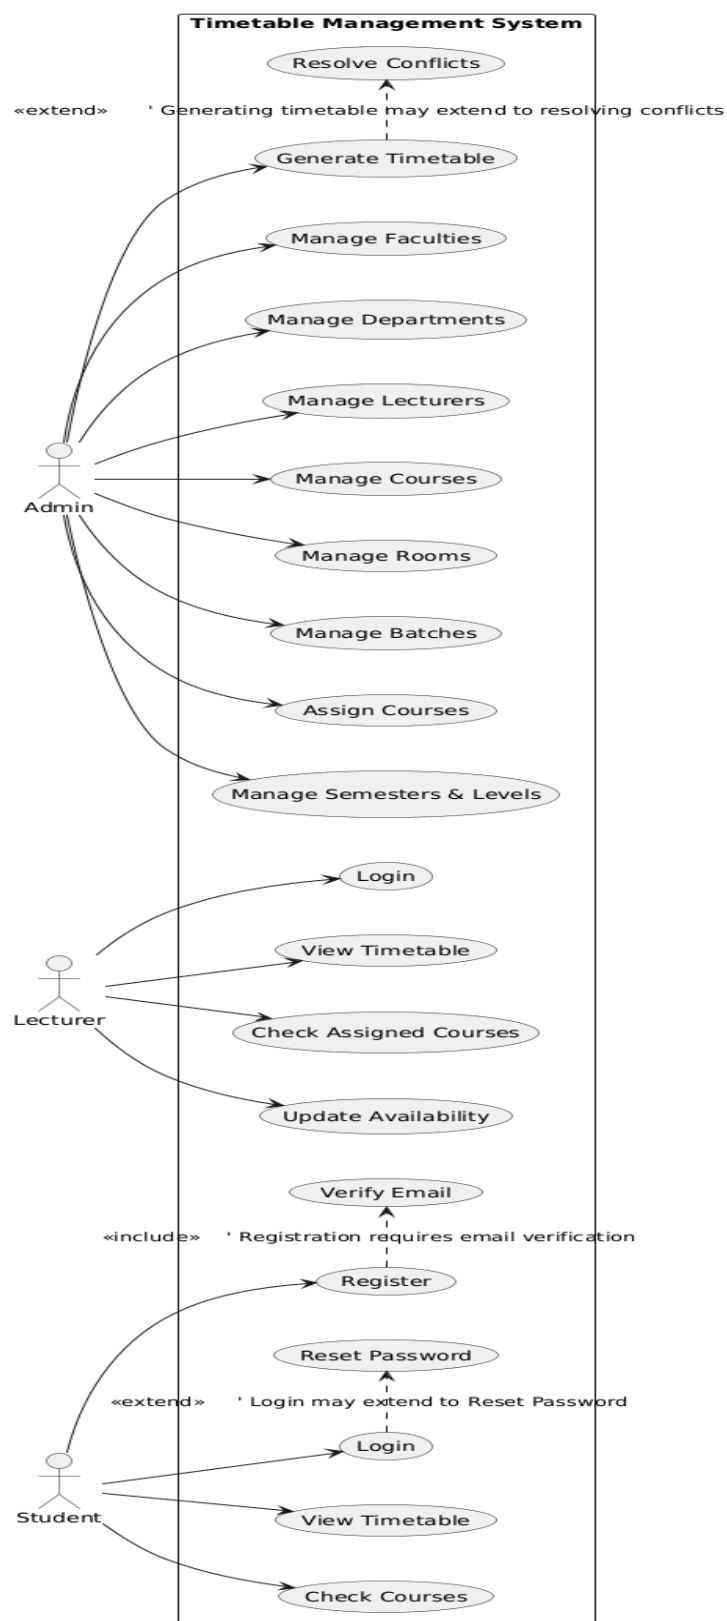 Timetable Management System
Resolve Conflicts
«extend» ' Generating timetable may extend to resolving conflicts
Generate Timetable
Manage Faculties
Manage Departments
Manage Lecturers
Manage Courses
Admin
Manage Rooms
Manage Batches
Assign Courses
Manage Semesters & Levels
Login
View Timetable
Lecturer
Check Assigned Courses
Update Availability
Verify Email
«include» ' Registration requires email verification
Register
Reset Password
«extend» ' Login may extend to Reset Password
Login
Student
View Timetable
Check Courses